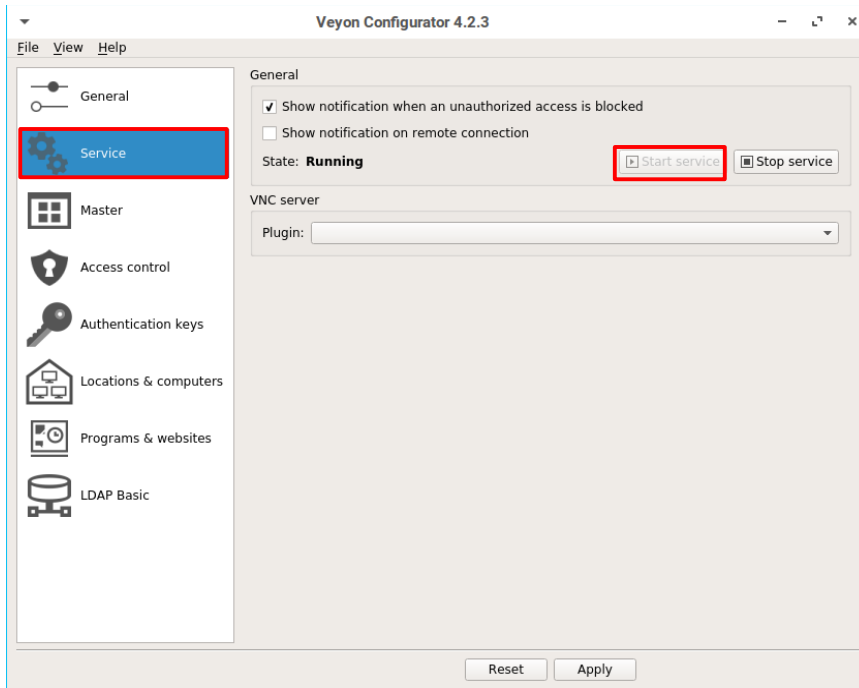 Veyon Configurator 4.2.3
File View Help
General
Service
Master
Access control
Authentication keys
Locations & computers
Programs & websites
LDAP Basic
General
Show notification when an unauthorized access is blocked
Show notification on remote connection
State: Running Start service Stop service
VNC server
Plugin:
Reset Apply